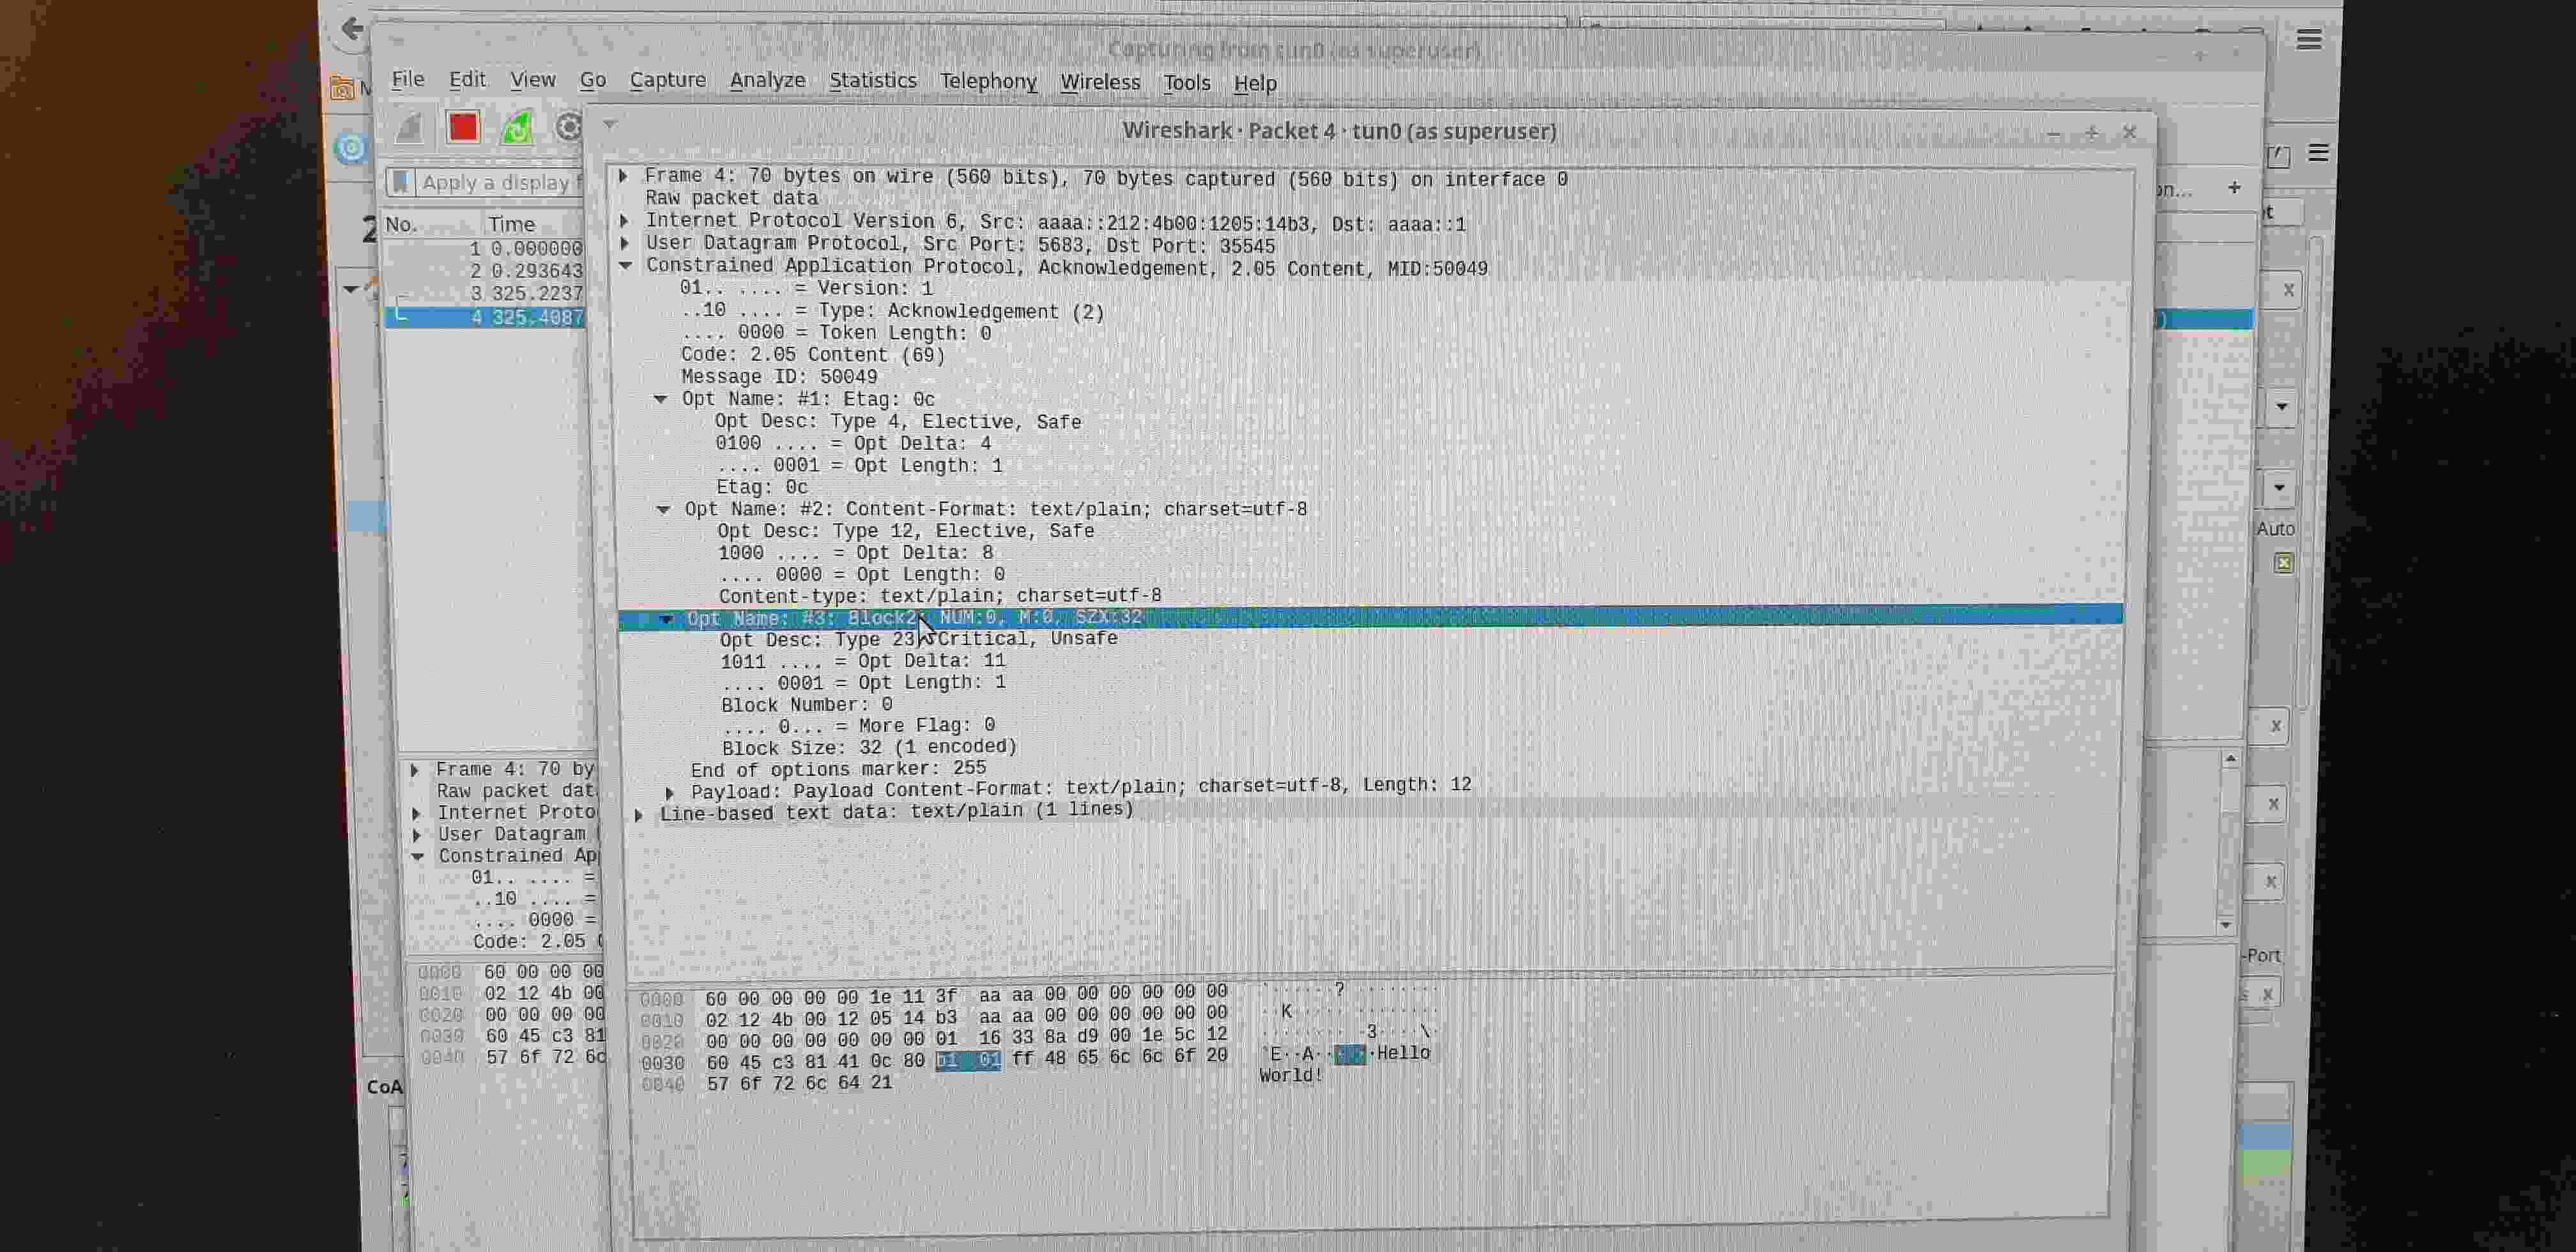 Capturing from tun0 (as superuser)
File Edit View Go Capture Analyze Statistics Telephony Wireless Tools Help
Wireshark · Packet 4 · tun0 (as superuser)
Apply a display f
No. Time
1 0.000000
2 0.293643
3 325.2237
4 325.4087
Frame 4: 70 bytes on wire (560 bits), 70 bytes captured (560 bits) on interface 0
Raw packet data
Internet Protocol Version 6, Src: aaaa::212:4b00:1205:14b3, Dst: aaaa::1
User Datagram Protocol, Src Port: 5683, Dst Port: 35545
Constrained Application Protocol, Acknowledgement, 2.05 Content, MID:50049
01.. .... = Version: 1
..10 .... = Type: Acknowledgement (2)
.... 0000 = Token Length: 0
Code: 2.05 Content (69)
Message ID: 50049
Opt Name: #1: Etag: 0c
Opt Desc: Type 4, Elective, Safe
0100 .... = Opt Delta: 4
.... 0001 = Opt Length: 1
Etag: 0c
Opt Name: #2: Content-Format: text/plain; charset=utf-8
Opt Desc: Type 12, Elective, Safe
1000 .... = Opt Delta: 8
.... 0000 = Opt Length: 0
Content-type: text/plain; charset=utf-8
Opt Name: #3: Block2: NUM:0, M:0, SZX:32
Opt Desc: Type 23, Critical, Unsafe
1011 .... = Opt Delta: 11
.... 0001 = Opt Length: 1
Block Number: 0
.... 0... = More Flag: 0
Block Size: 32 (1 encoded)
End of options marker: 255
Payload: Payload Content-Format: text/plain; charset=utf-8, Length: 12
Line-based text data: text/plain (1 lines)
Frame 4: 70 by
Raw packet dat
Internet Proto
User Datagram
Constrained Ap
01.. .... =
..10 .... =
.... 0000 =
Code: 2.05
0000 60 00 00 00
0010 02 12 4b 00
0020 00 00 00 00
0030 60 45 c3 81
0040 57 6f 72 6c
0000 60 00 00 00 00 1e 11 3f aa aa 00 00 00 00 00 00 `······? ········
0010 02 12 4b 00 12 05 14 b3 aa aa 00 00 00 00 00 00 ··K····· ········
0020 00 00 00 00 00 00 00 01 16 33 8a d9 00 1e 5c 12 ········ ·3····\·
0030 60 45 c3 81 41 0c 80 b1 01 ff 48 65 6c 6c 6f 20 `E··A··· ··Hello
0040 57 6f 72 6c 64 21 World!
on...
Auto
-Port
CoA